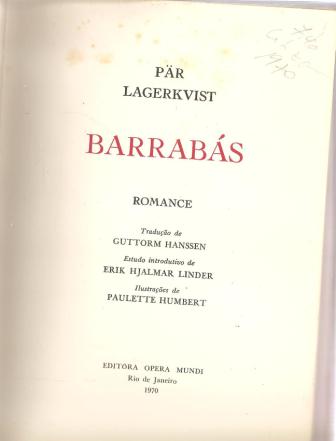 PÄR
LAGERKVIST
BARRABÁS
ROMANCE
Tradução de
GUTTORM HANSSEN
Estudo introdutivo de
ERIK HJALMAR LINDER
Ilustrações de
PAULETTE HUMBERT
EDITORA OPERA MUNDI
Rio de Janeiro
1970